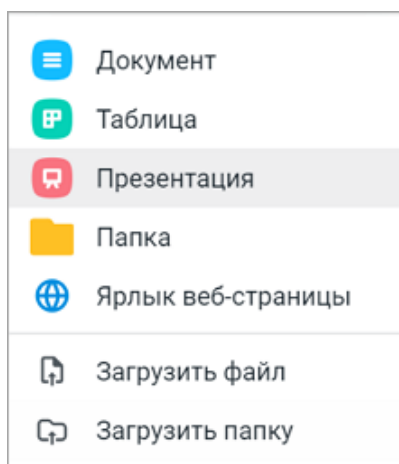 Документ
Таблица
Презентация
Папка
Ярлык веб-страницы
Загрузить файл
Загрузить папку